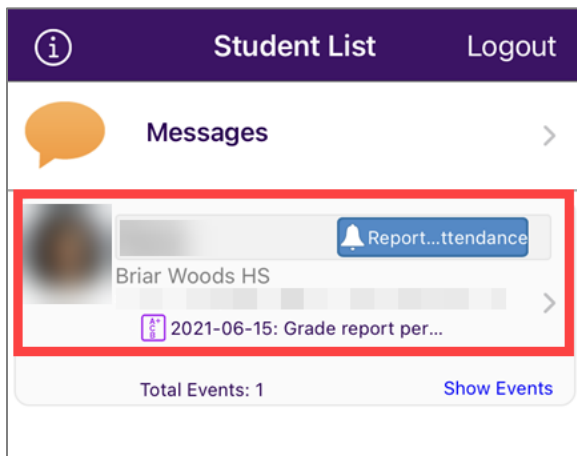 Student List Logout
Messages
Report...ttendance
Briar Woods HS
2021-06-15: Grade report per...
Total Events: 1 Show Events